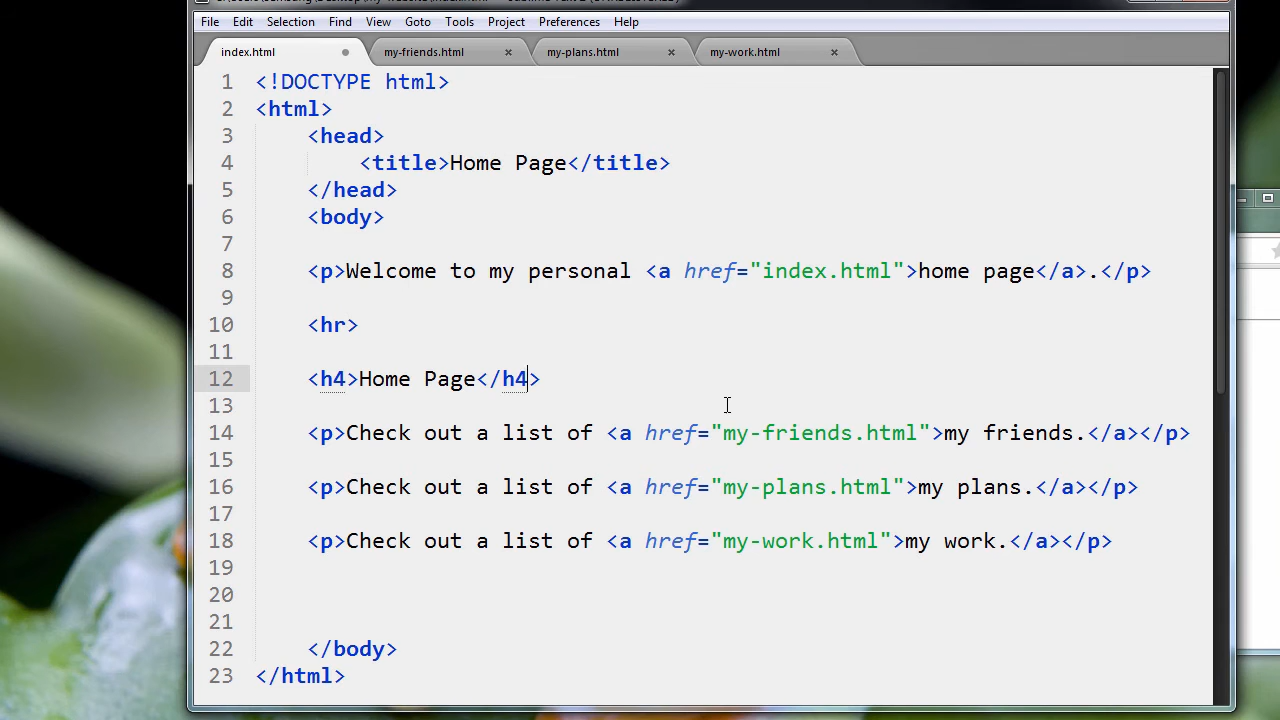 File Edit Selection Find View Goto Tools Project Preferences Help
index.html my-friends.html my-plans.html my-work.html
1 <!DOCTYPE html>
2 <html>
3 <head>
4 <title>Home Page</title>
5 </head>
6 <body>
7
8 <p>Welcome to my personal <a href="index.html">home page</a>.</p>
9
10 <hr>
11
12 <h4>Home Page</h4>
13
14 <p>Check out a list of <a href="my-friends.html">my friends.</a></p>
15
16 <p>Check out a list of <a href="my-plans.html">my plans.</a></p>
17
18 <p>Check out a list of <a href="my-work.html">my work.</a></p>
19
20
21
22 </body>
23 </html>